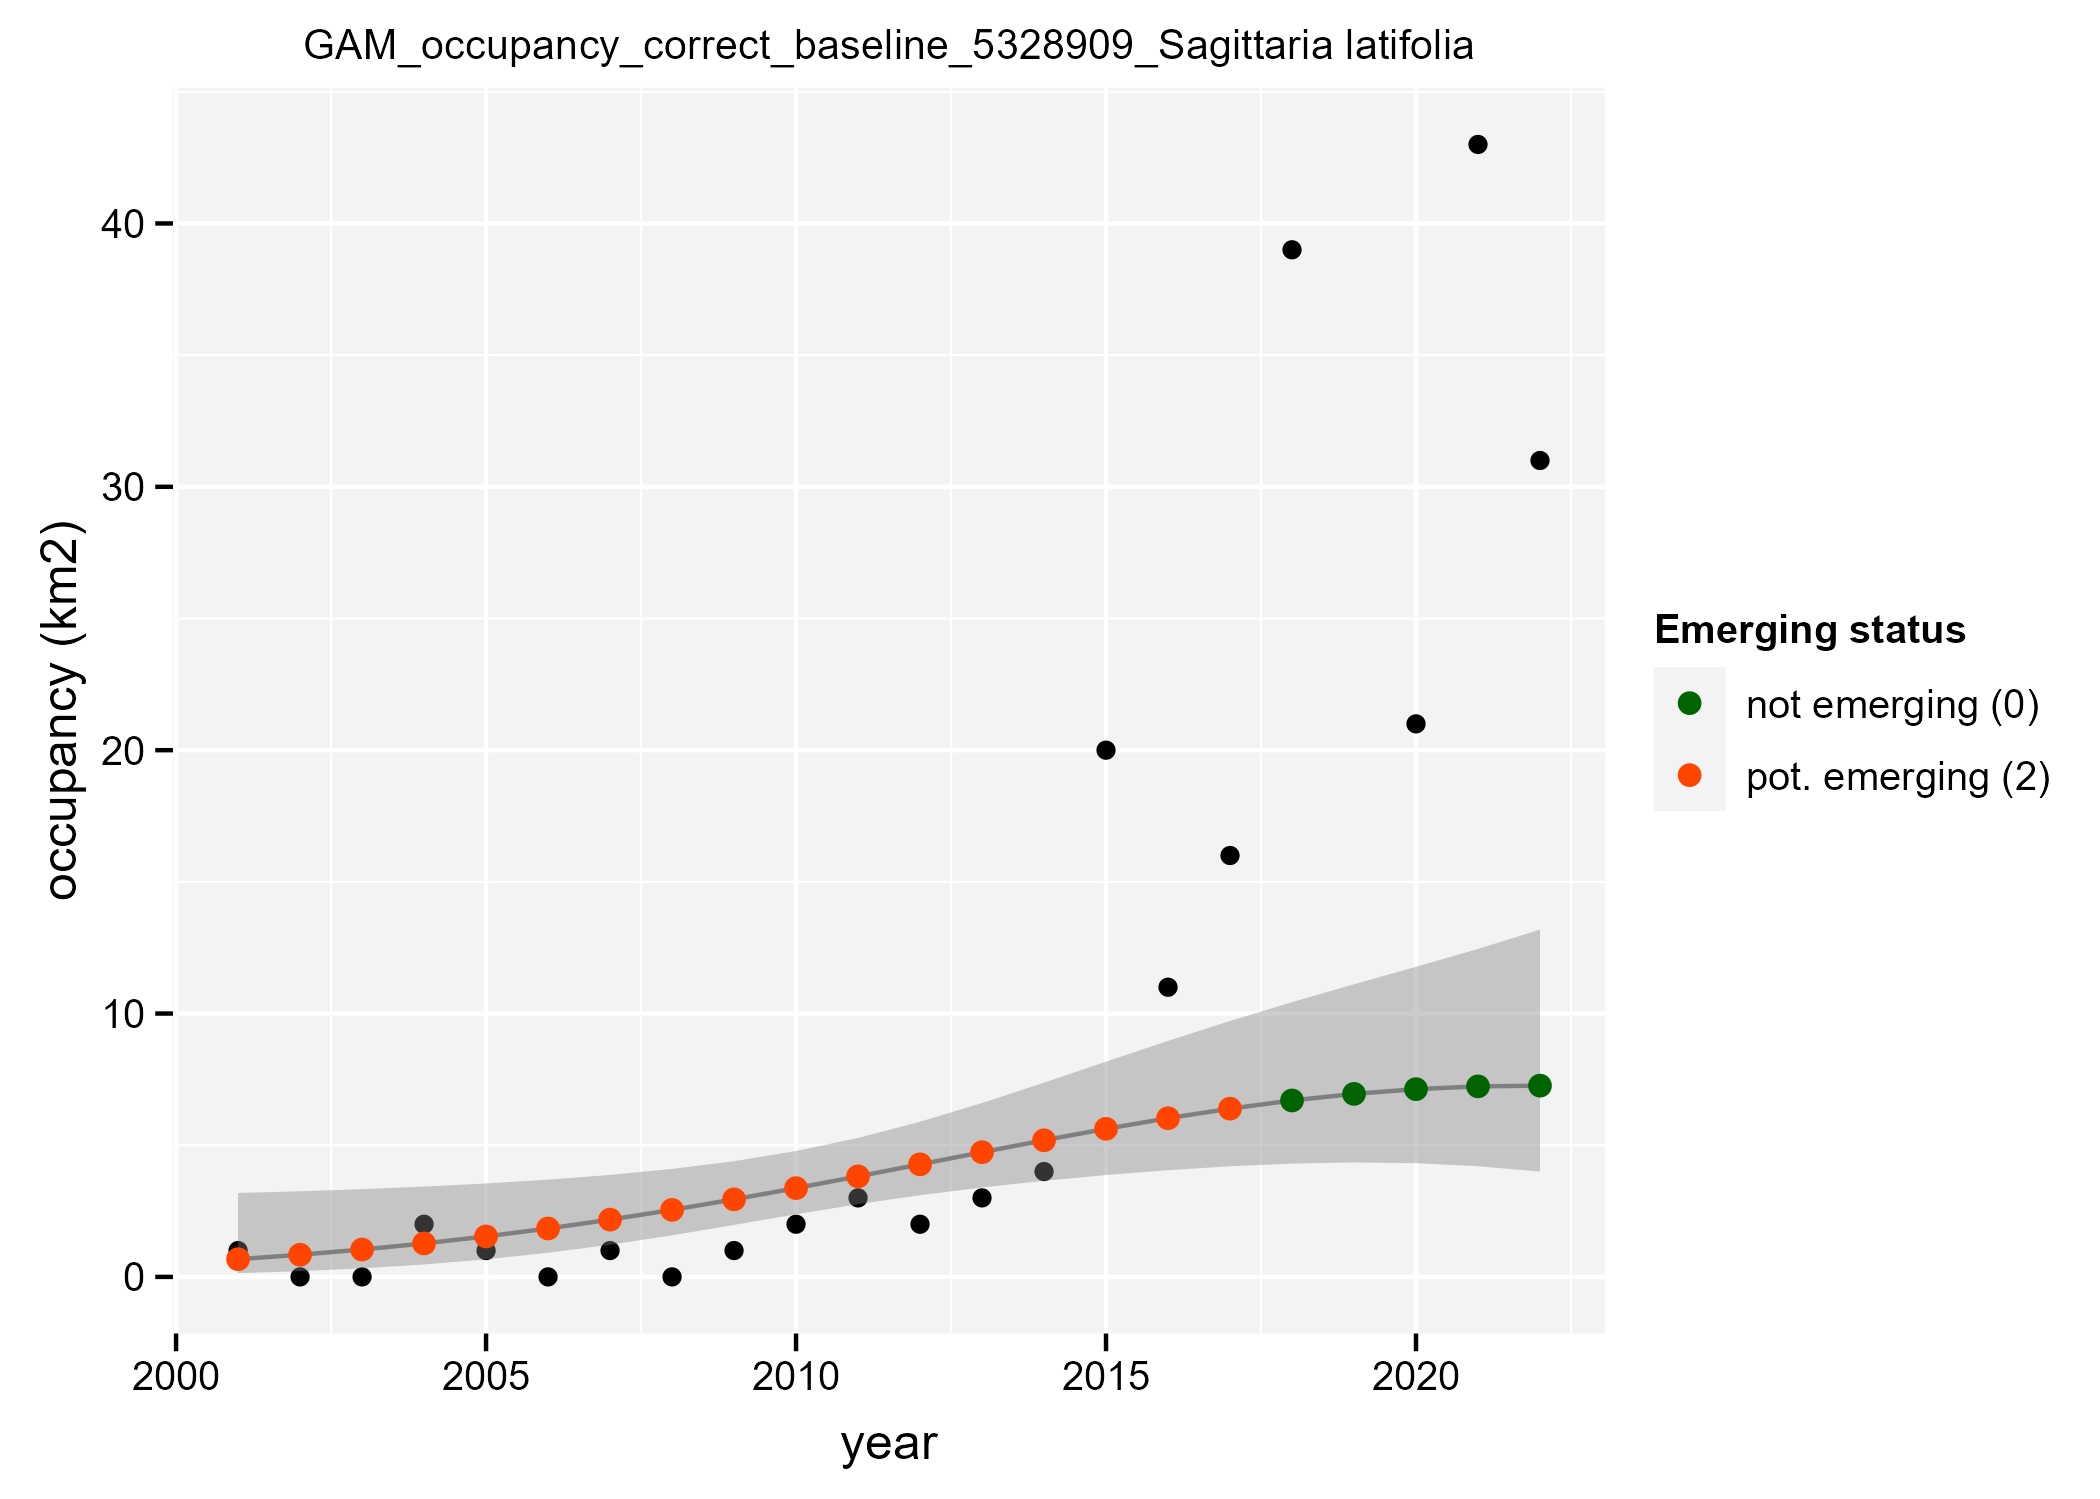 GAM_occupancy_correct_baseline_5328909_Sagittaria latifolia
occupancy (km2)
40
30
20
10
0
2000 2005 2010 2015 2020
year
Emerging status
not emerging (0)
pot. emerging (2)